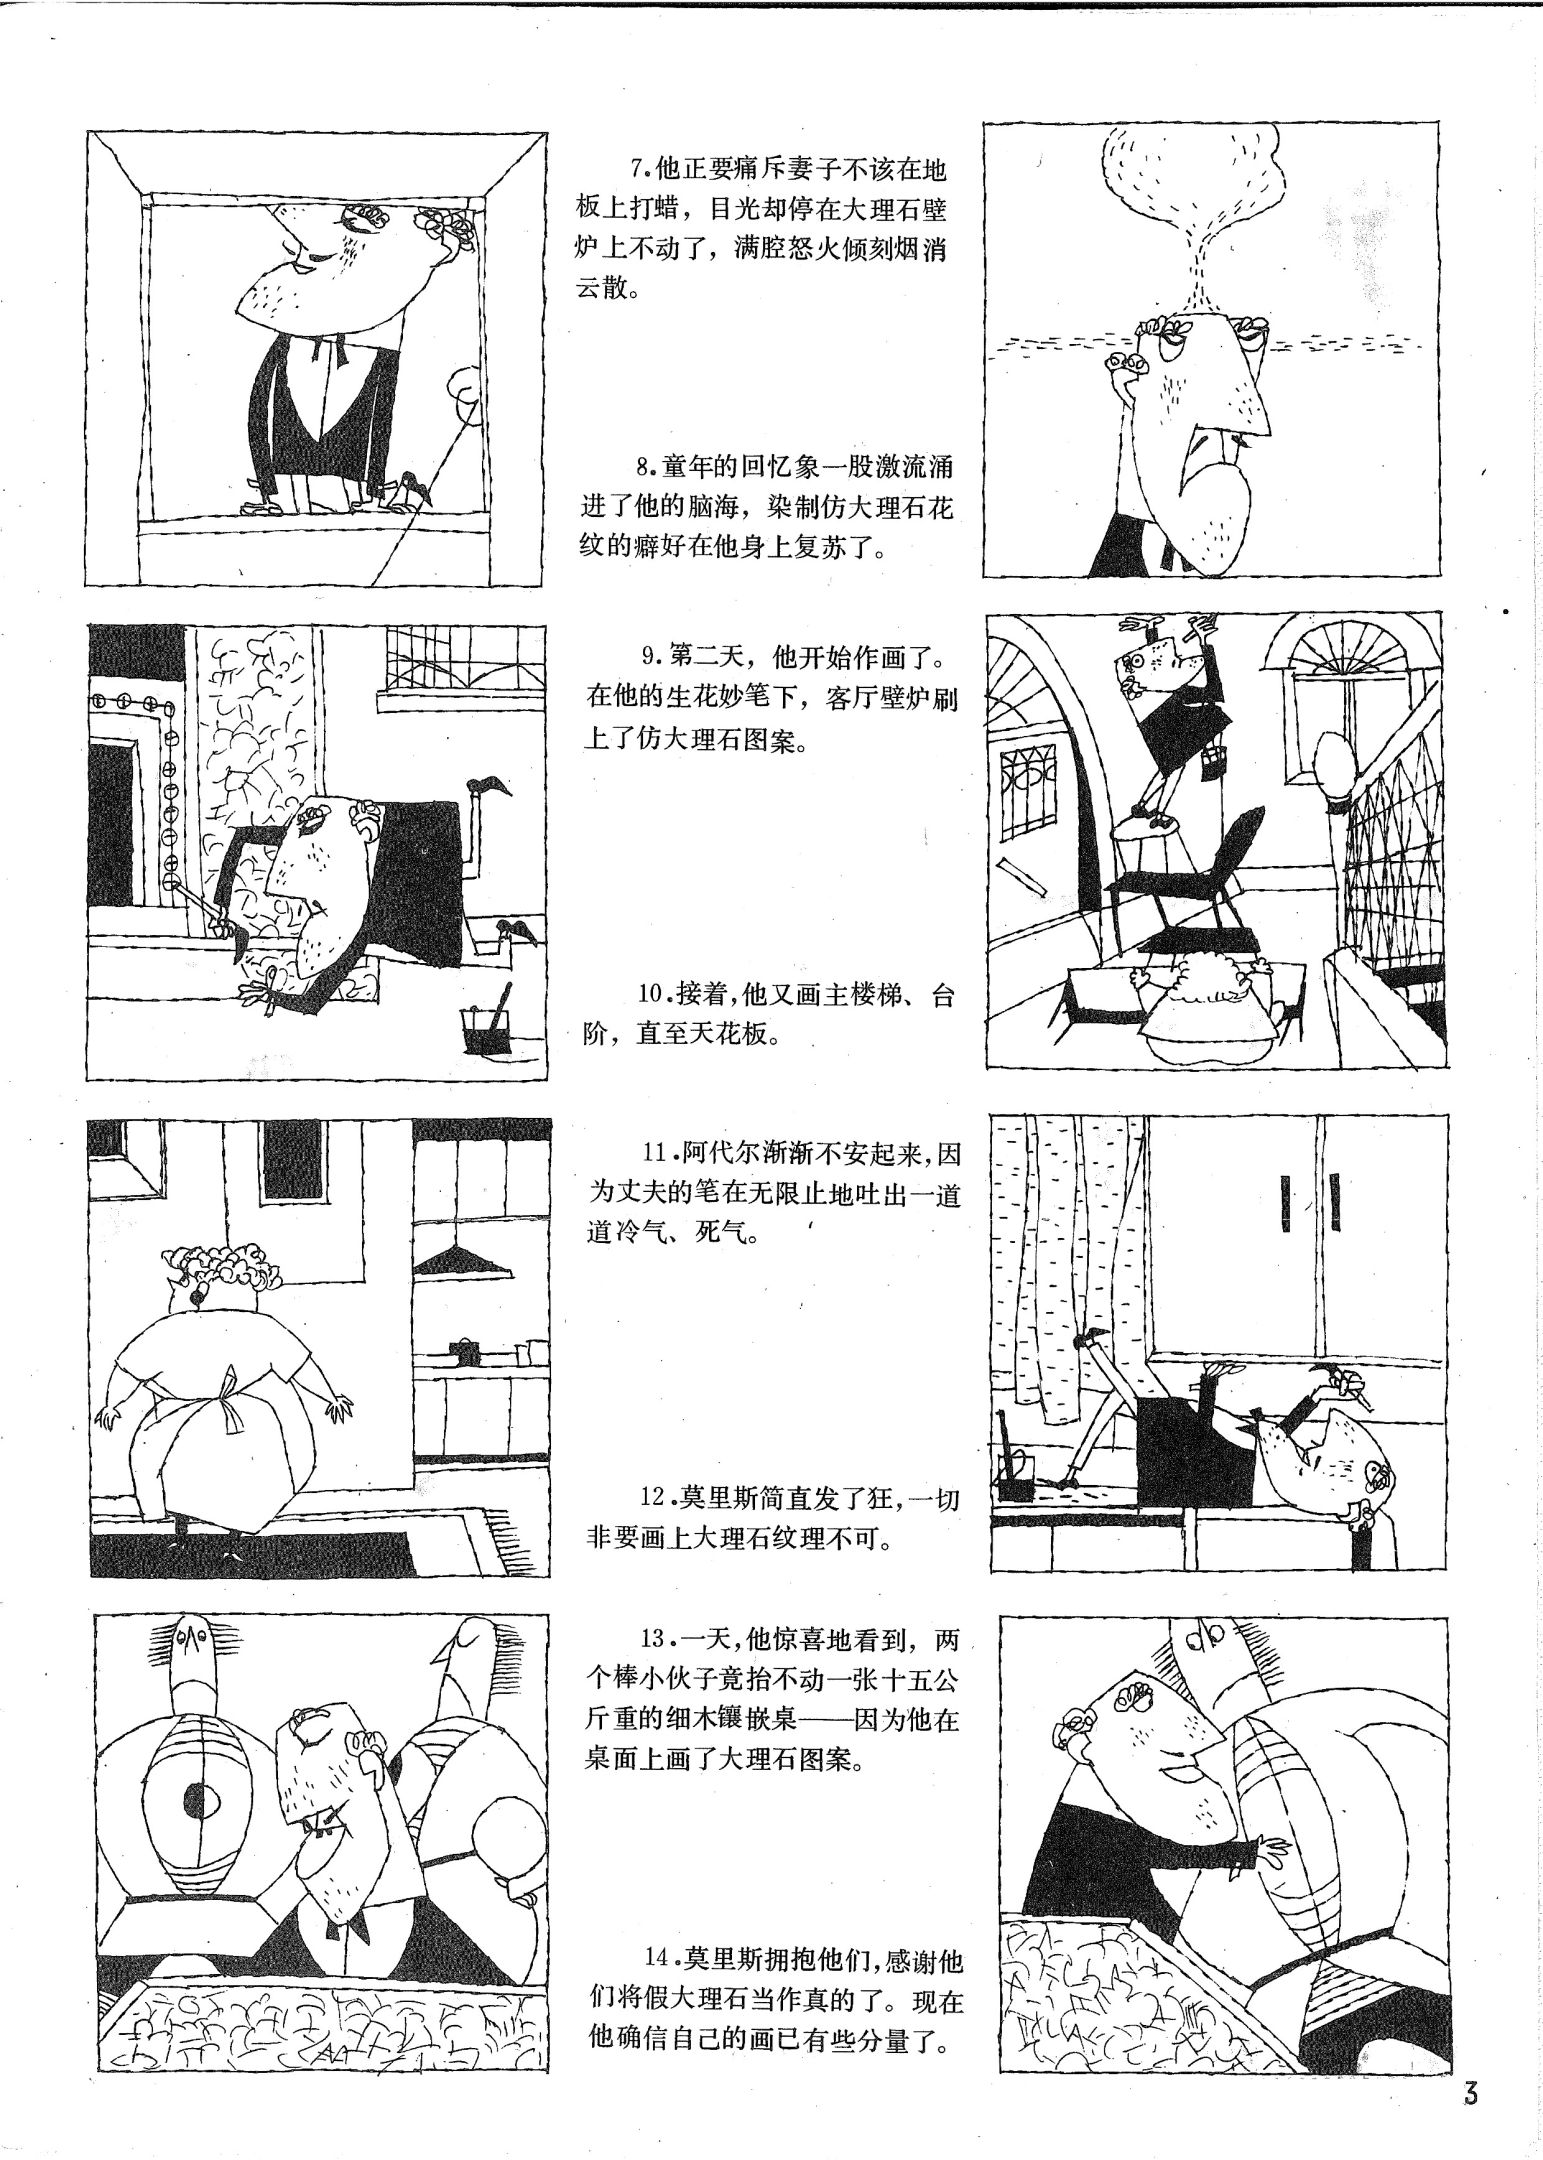 7.他正要痛斥妻子不该在地
板上打蜡，目光却停在大理石壁
炉上不动了，满腔怒火倾刻烟消
云散。
8.童年的回忆象一股激流涌
进了他的脑海，染制仿大理石花
纹的癖好在他身上复苏了。
9.第二天，他开始作画了。
在他的生花妙笔下，客厅壁炉刷
上了仿大理石图案。
10.接着，他又画主楼梯、台
阶，直至天花板。
11.阿代尔渐渐不安起来，因
为丈夫的笔在无限止地吐出一道
道冷气、死气。
12.莫里斯简直发了狂，一切
非要画上大理石纹理不可。
13.一天，他惊喜地看到，两
个棒小伙子竟抬不动一张十五公
斤重的细木镶嵌桌——因为他在
桌面上画了大理石图案。
14.莫里斯拥抱他们，感谢他
们将假大理石当作真的了。现在
他确信自己的画已有些分量了。
3